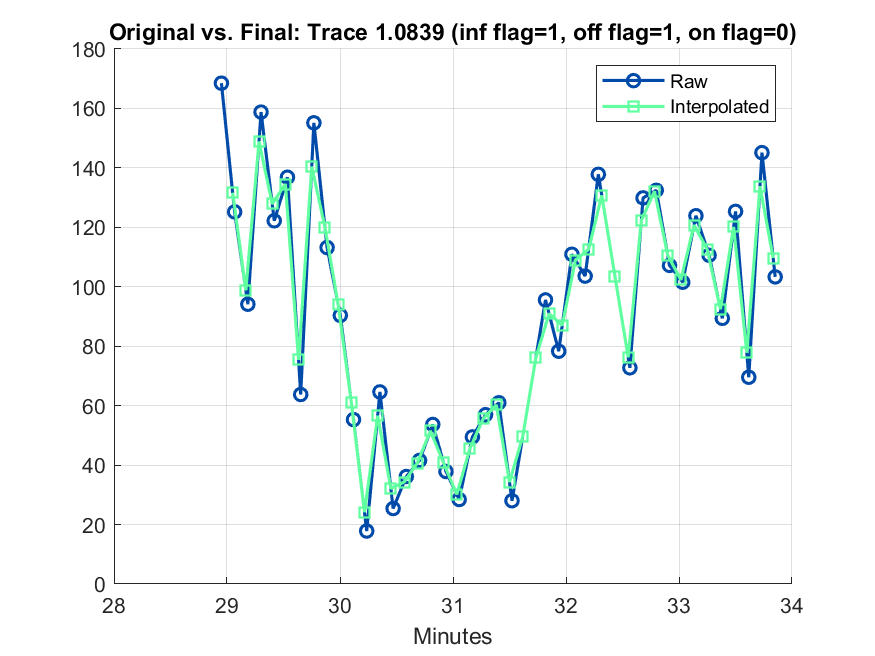 Original vs. Final: Trace 1.0839 (inf flag=1, off flag=1, on flag=0)
180
160
140
120
100
80
60
40
20
0
Raw
Interpolated
28 29 30 31 32 33 34
Minutes